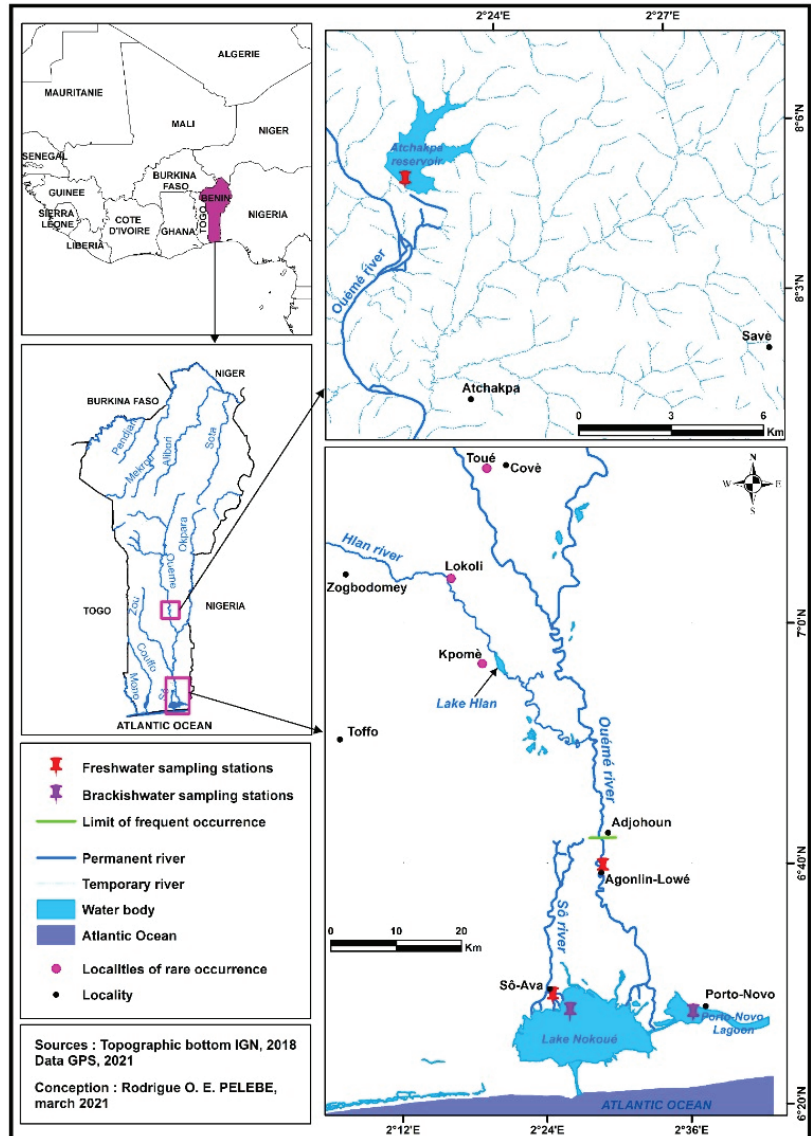 ALGERIE
MAURITANIE
MALI
NIGER
SENEGAL
BURKINA
FASO
GUINEE
BENIN
SIERRA
LEONE
COTE
D'IVOIRE
GHANA
TOGO
NIGERIA
LIBERIA
2°24'E
2°27'E
8°6'N
Atchakpa
reservoir
Ouémé river
8°3'N
Savè
Atchakpa
0
3
6
Km
NIGER
BURKINA FASO
Pendjari
Mekrou
Alibori
Sota
Okpara
Ouémé
TOGO
Zou
NIGERIA
Couffo
Mono
Sô
ATLANTIC OCEAN
Toué
Covè
N
W
E
S
Hlan river
Lokoli
Zogbodomey
7°0'N
Kpomè
Lake Hlan
Toffo
Ouémé river
Adjohoun
6°40'N
Agonlin-Lowé
0
10
20
Km
Sô river
Sô-Ava
Porto-Novo
Porto-Novo
Lagoon
Lake Nokoué
ATLANTIC OCEAN
6°20'N
2°12'E
2°24'E
2°36'E
Freshwater sampling stations
Brackishwater sampling stations
Limit of frequent occurrence
Permanent river
Temporary river
Water body
Atlantic Ocean
Localities of rare occurrence
Locality
Sources : Topographic bottom IGN, 2018
Data GPS, 2021
Conception : Rodrigue O. E. PELEBE,
march 2021